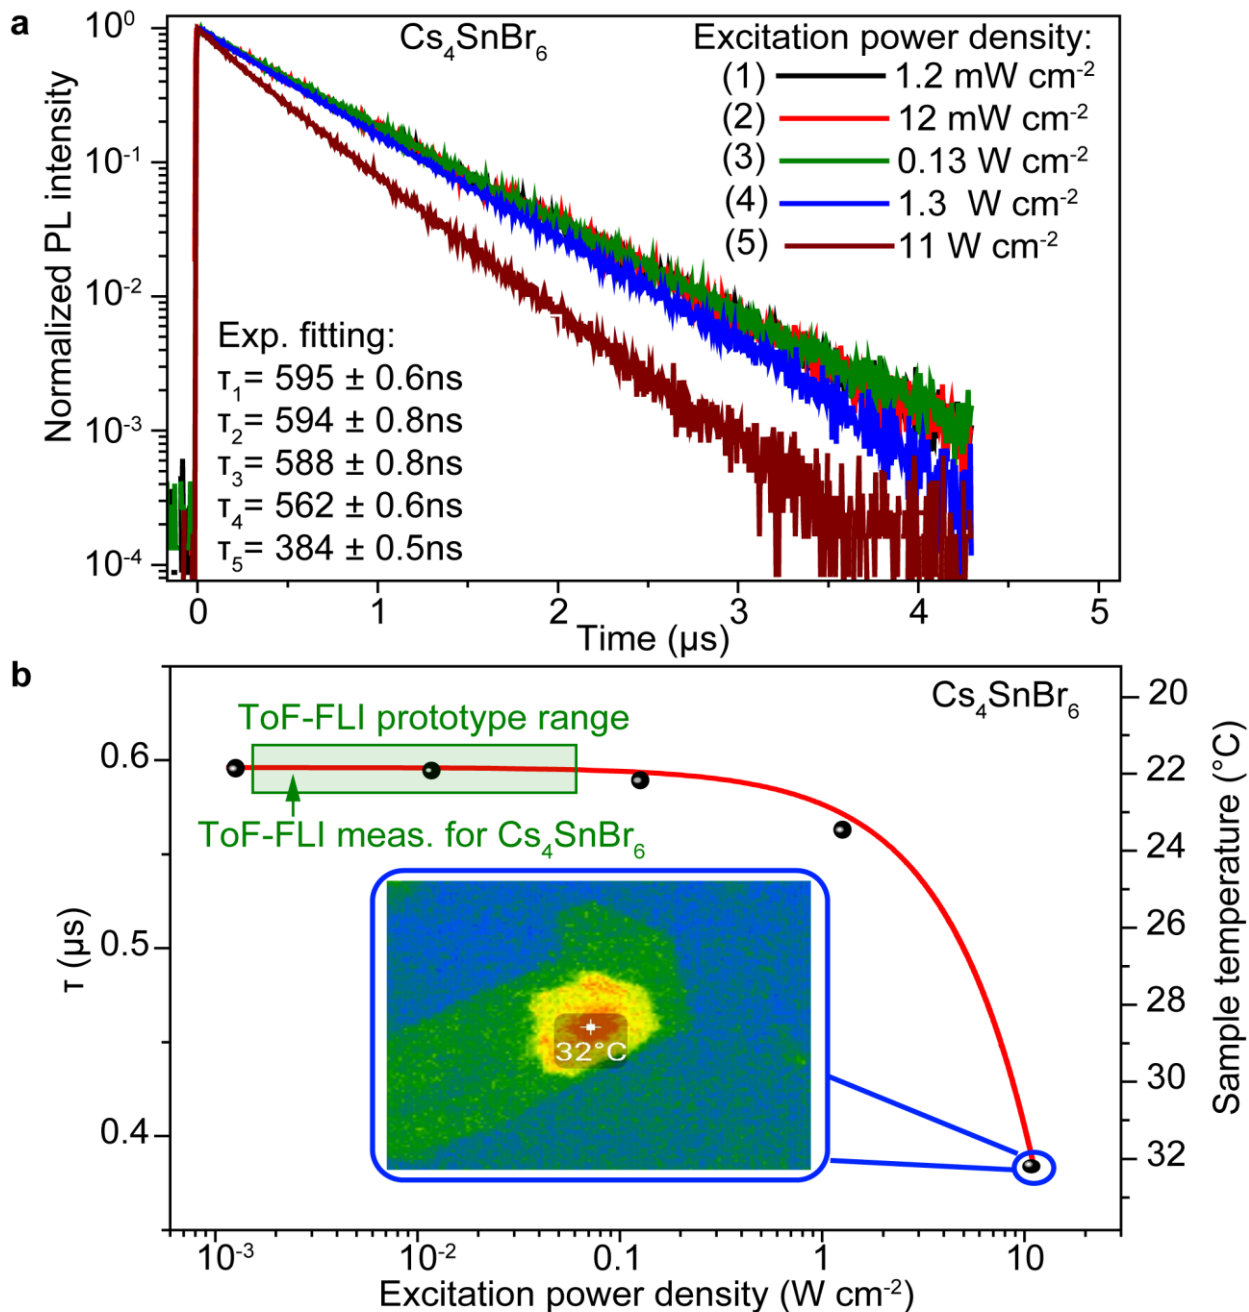 a
Cs₄SnBr₆
Excitation power density:
(1) 1.2 mW cm⁻²
(2) 12 mW cm⁻²
(3) 0.13 W cm⁻²
(4) 1.3 W cm⁻²
(5) 11 W cm⁻²
Normalized PL intensity
10⁰
10⁻¹
10⁻²
10⁻³
10⁻⁴
Exp. fitting:
τ₁= 595 ± 0.6ns
τ₂= 594 ± 0.8ns
τ₃= 588 ± 0.8ns
τ₄= 562 ± 0.6ns
τ₅= 384 ± 0.5ns
0 1 2 3 4 5
Time (µs)
b
Cs₄SnBr₆
ToF-FLI prototype range
ToF-FLI meas. for Cs₄SnBr₆
τ (µs)
0.6
0.5
0.4
32°C
20
22
24
26
28
30
32
Sample temperature (°C)
10⁻³ 10⁻² 0.1 1 10
Excitation power density (W cm⁻²)